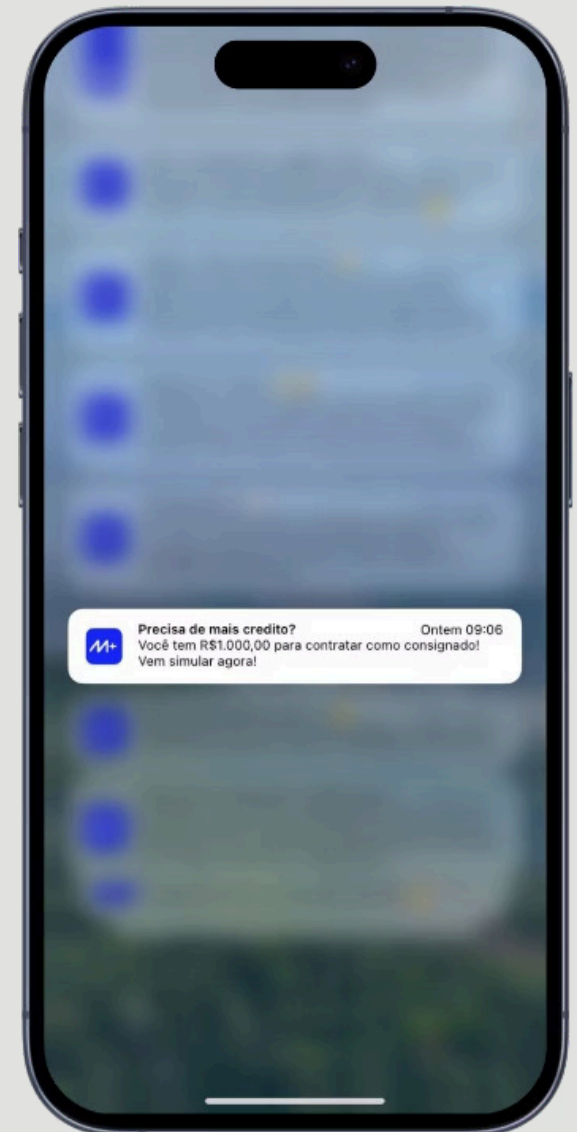 Precisa de mais credito?
Ontem 09:06
Você tem R$1.000,00 para contratar como consignado!
Vem simular agora!
M+